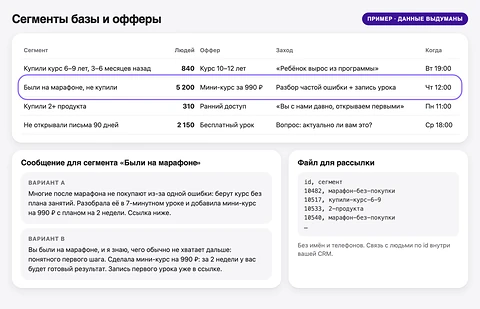 Сегменты базы и офферы
ПРИМЕР · ДАННЫЕ ВЫДУМАНЫ
Сегмент Людей Оффер Заход Когда
Купили курс 6–9 лет, 3–6 месяцев назад 840 Курс 10–12 лет «Ребёнок вырос из программы» Вт 19:00
Были на марафоне, не купили 5 200 Мини-курс за 990 ₽ Разбор частой ошибки + запись урока Чт 12:00
Купили 2+ продукта 310 Ранний доступ «Вы с нами давно, открываем первыми» Пн 11:00
Не открывали письма 90 дней 2 150 Бесплатный урок Вопрос: актуально ли вам это? Ср 18:00
Сообщение для сегмента «Были на марафоне»
ВАРИАНТ A
Многие после марафона не покупают из-за одной ошибки: берут курс без
плана занятий. Разобрала её в 7-минутном уроке и добавила мини-курс
на 990 ₽ с планом на 2 недели. Ссылка ниже.
ВАРИАНТ B
Вы были на марафоне, и я знаю, чего обычно не хватает дальше:
понятного первого шага. Сделала мини-курс на 990 ₽: за 2 недели у вас
будет готовый результат. Запись первого урока уже в ссылке.
Файл для рассылки
id, сегмент
10482, марафон-без-покупки
10517, купили-курс-6-9
10533, 2-продукта
10540, марафон-без-покупки
…
Без имён и телефонов. Связь с людьми по id внутри
вашей CRM.